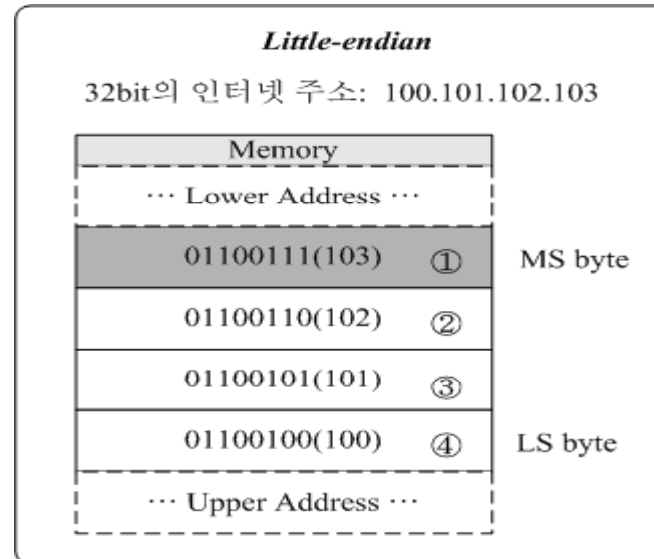 Little-endian
32bit의 인터넷 주소: 100.101.102.103
Memory
··· Lower Address ···
01100111(103) ① MS byte
01100110(102) ②
01100101(101) ③
01100100(100) ④ LS byte
··· Upper Address ···